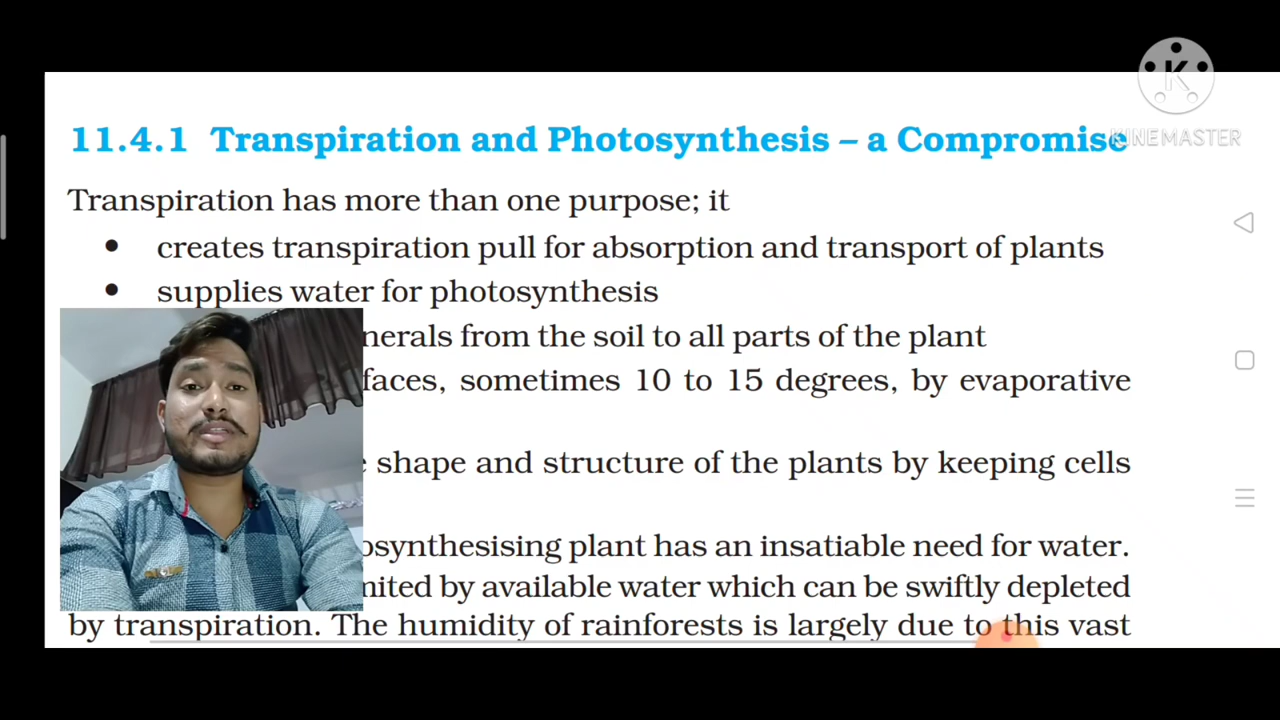 K
KINEMASTER
11.4.1 Transpiration and Photosynthesis – a Compromise
Transpiration has more than one purpose; it
• creates transpiration pull for absorption and transport of plants
• supplies water for photosynthesis
nerals from the soil to all parts of the plant
faces, sometimes 10 to 15 degrees, by evaporative
shape and structure of the plants by keeping cells
osynthesising plant has an insatiable need for water.
mited by available water which can be swiftly depleted
by transpiration. The humidity of rainforests is largely due to this vast